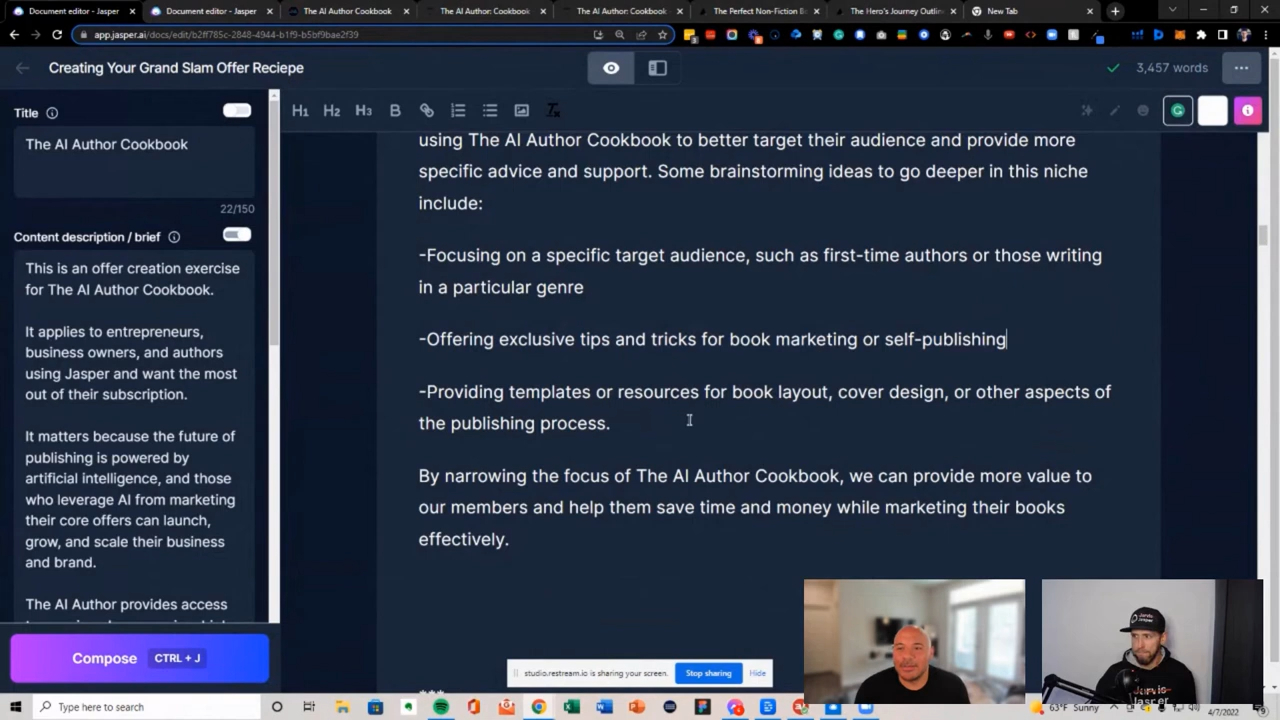 Document editor - Jasper
Document editor - Jasper
The AI Author Cookbook
The AI Author: Cookbook
The AI Author: Cookbook
The Perfect Non-Fiction B
The Hero's Journey Outlin
New Tab
app.jasper.ai/docs/edit/b2ff785c-2848-4944-b1f9-b5bf9bae2f39
Creating Your Grand Slam Offer Reciepe
3,457 words
Title
The AI Author Cookbook
22/150
Content description / brief
This is an offer creation exercise
for The AI Author Cookbook.
It applies to entrepreneurs,
business owners, and authors
using Jasper and want the most
out of their subscription.
It matters because the future of
publishing is powered by
artificial intelligence, and those
who leverage AI from marketing
their core offers can launch,
grow, and scale their business
and brand.
The AI Author provides access
Compose CTRL + J
H1 H2 H3 B
using The AI Author Cookbook to better target their audience and provide more
specific advice and support. Some brainstorming ideas to go deeper in this niche
include:
-Focusing on a specific target audience, such as first-time authors or those writing
in a particular genre
-Offering exclusive tips and tricks for book marketing or self-publishing
-Providing templates or resources for book layout, cover design, or other aspects of
the publishing process.
By narrowing the focus of The AI Author Cookbook, we can provide more value to
our members and help them save time and money while marketing their books
effectively.
***
studio.restream.io is sharing your screen.
Stop sharing
Hide
Jarvis
Jasper
Type here to search
63°F Sunny
4/7/2022